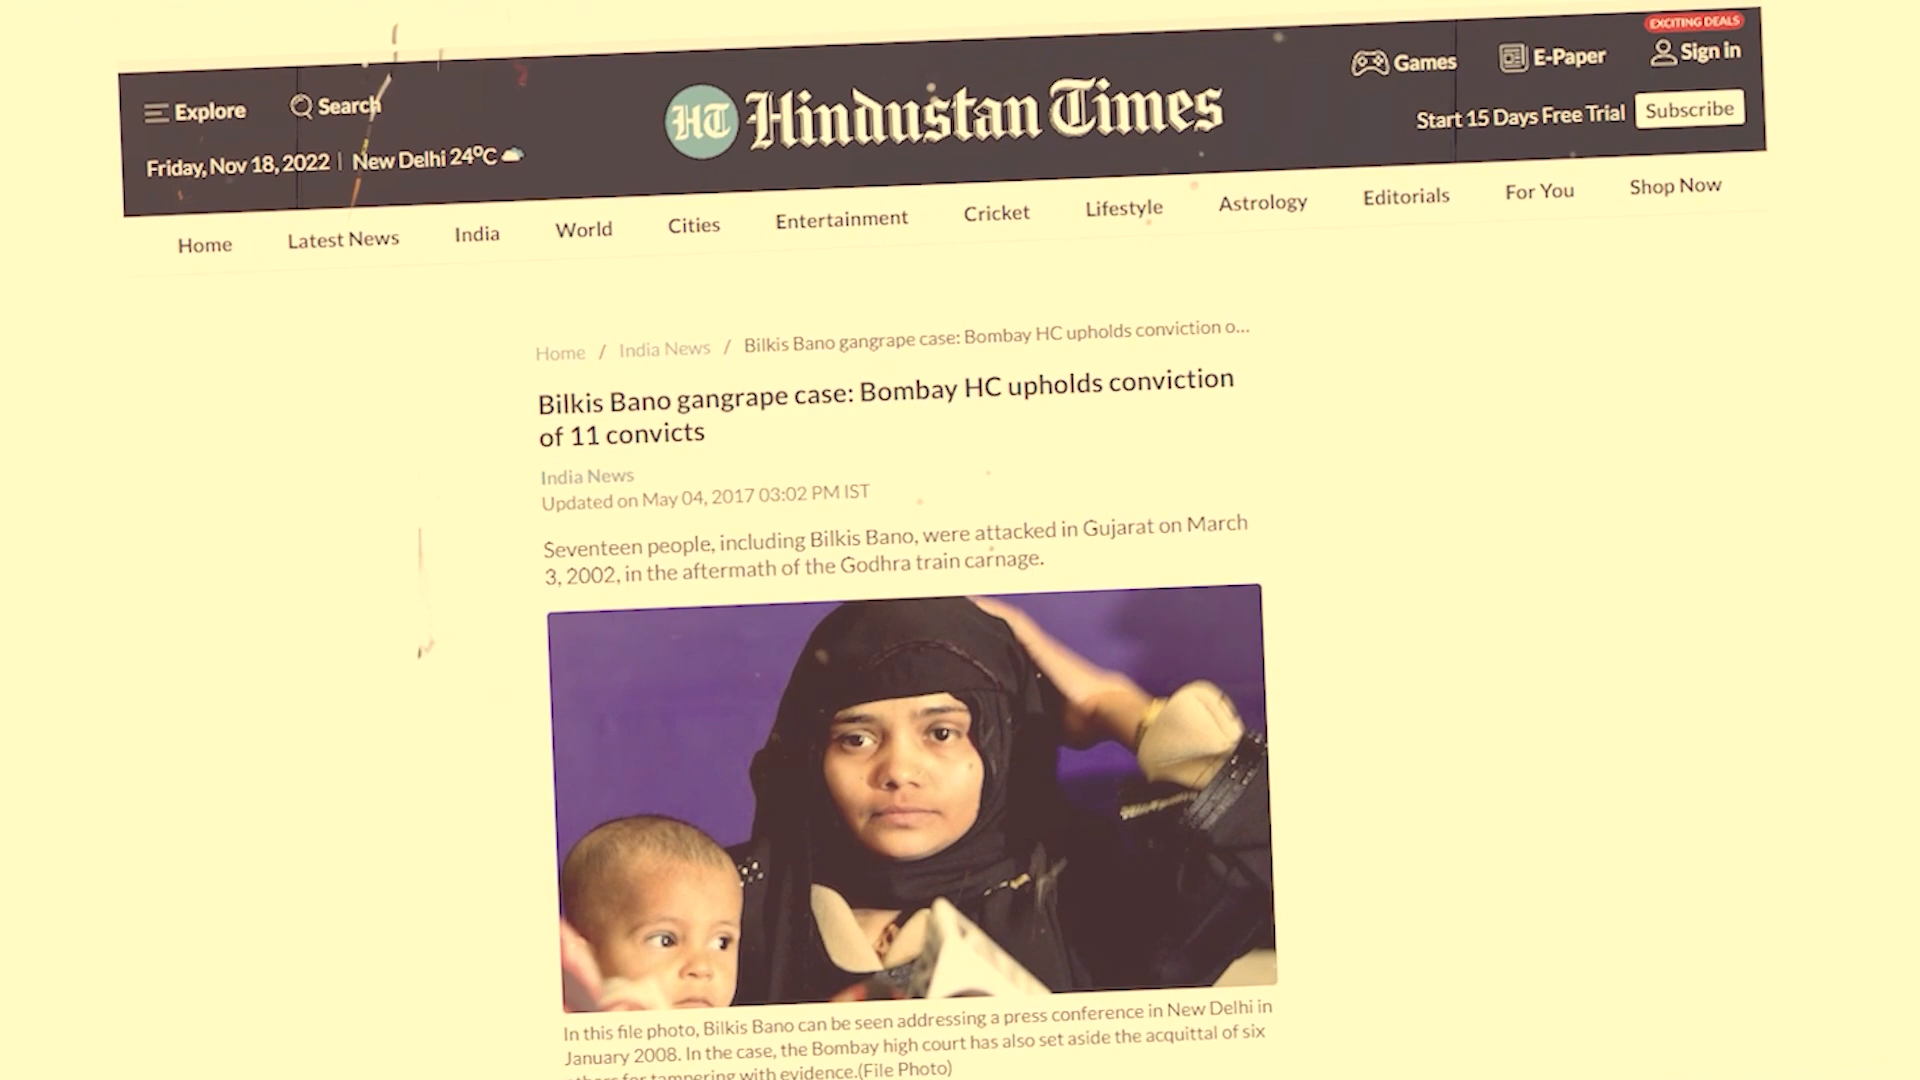 EXCITING DEALS
Explore
Search
HT Hindustan Times
Games
E-Paper
Sign in
Friday, Nov 18, 2022 | New Delhi 24°C
Start 15 Days Free Trial
Subscribe
Home
Latest News
India
World
Cities
Entertainment
Cricket
Lifestyle
Astrology
Editorials
For You
Shop Now
Home / India News / Bilkis Bano gangrape case: Bombay HC upholds conviction o...
Bilkis Bano gangrape case: Bombay HC upholds conviction
of 11 convicts
India News
Updated on May 04, 2017 03:02 PM IST
Seventeen people, including Bilkis Bano, were attacked in Gujarat on March
3, 2002, in the aftermath of the Godhra train carnage.
In this file photo, Bilkis Bano can be seen addressing a press conference in New Delhi in
January 2008. In the case, the Bombay high court has also set aside the acquittal of six
others for tampering with evidence.(File Photo)